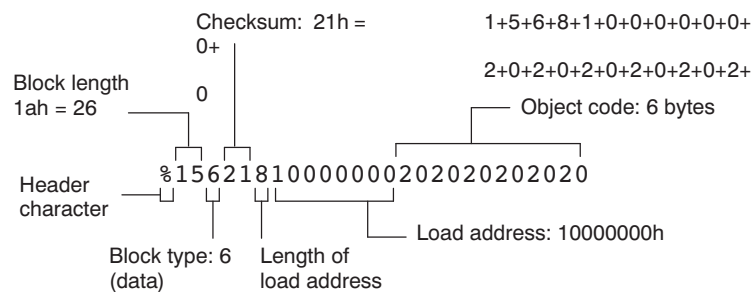 Checksum: 21h = 1+5+6+8+1+0+0+0+0+0+0+
0+
2+0+2+0+2+0+2+0+2+0+2+
Block length
1ah = 26
0
Object code: 6 bytes
%1562181000000020202020202020
Header
character
Load address: 10000000h
Block type: 6
(data)
Length of
load address